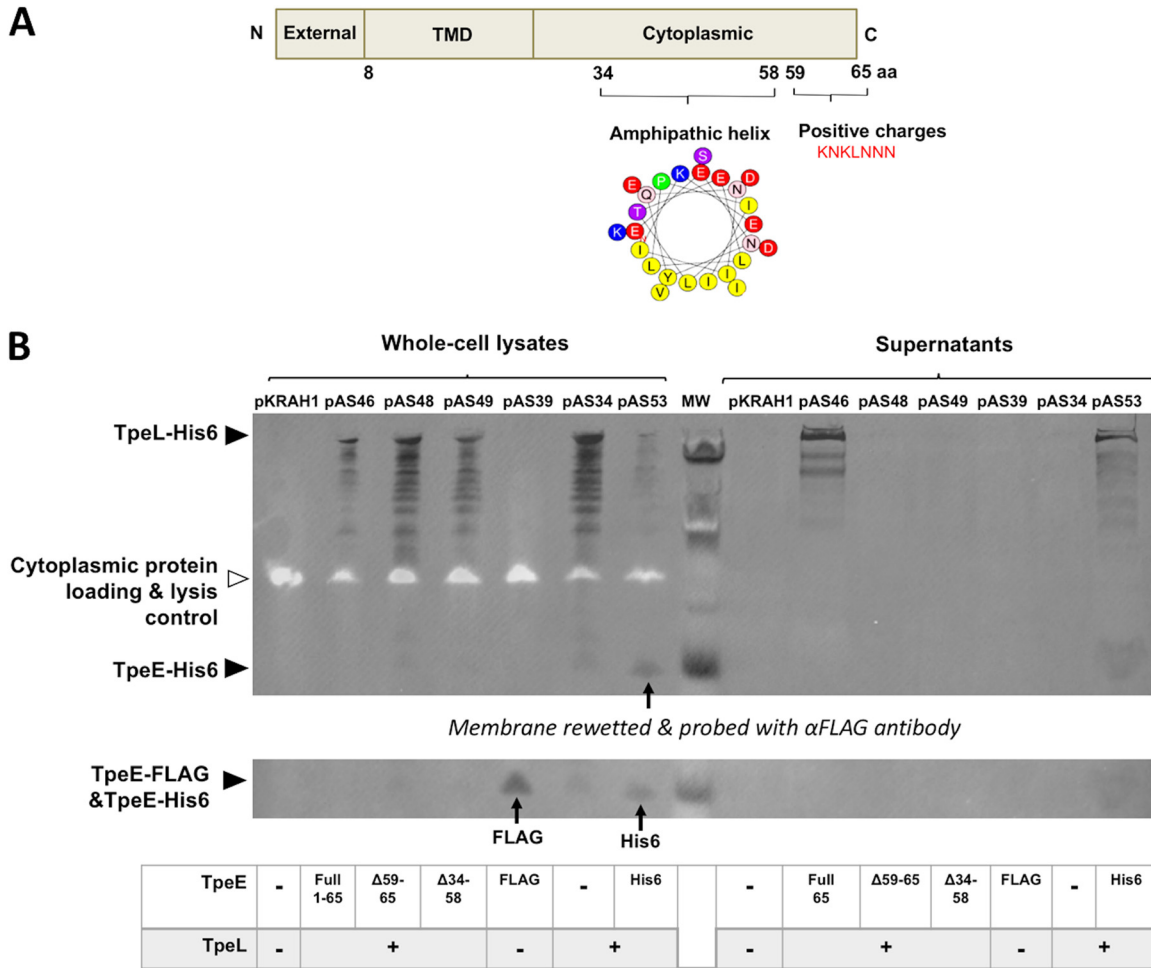 A
N
External
TMD
Cytoplasmic
C
8
34
58
59
65 aa
Amphipathic helix
Positive charges
KNKLNNN
S
E
Q
P
K
E
E
D
N
I
T
K
E
E
N
D
I
L
Y
V
L
I
I
I
L
B
Whole-cell lysates
Supernatants
pKRAH1 pAS46 pAS48 pAS49 pAS39 pAS34 pAS53 MW pKRAH1 pAS46 pAS48 pAS49 pAS39 pAS34 pAS53
TpeL-His6
Cytoplasmic protein
loading & lysis
control
TpeE-His6
Membrane rewetted & probed with αFLAG antibody
TpeE-FLAG
&TpeE-His6
FLAG
His6
TpeE - Full 1-65 Δ59-65 Δ34-58 FLAG - His6 - Full 65 Δ59-65 Δ34-58 FLAG - His6
TpeL - + - + - + - +